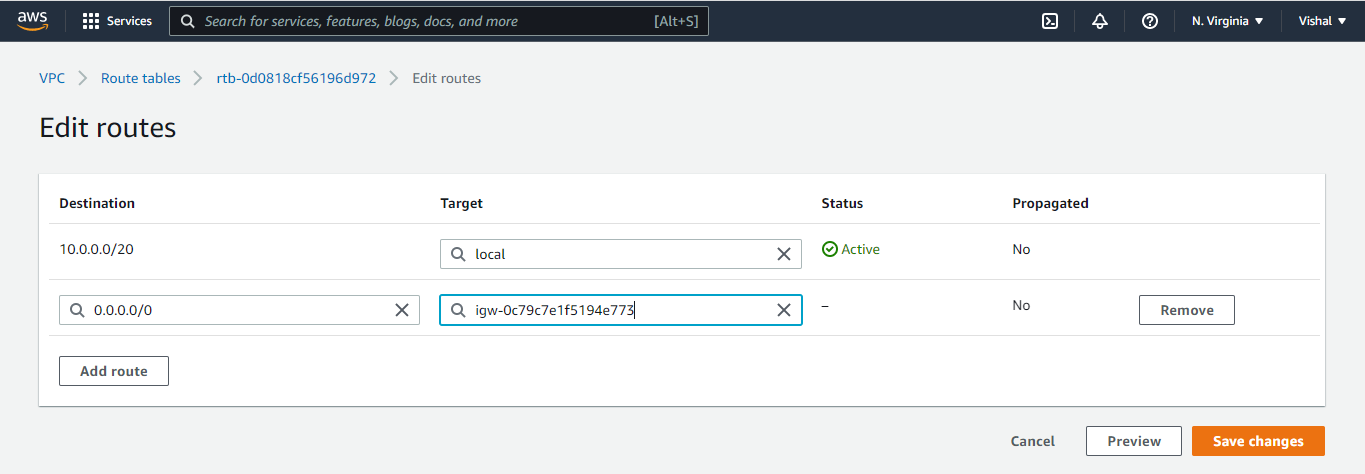 aws Services Search for services, features, blogs, docs, and more [Alt+S] N. Virginia Vishal
VPC Route tables rtb-0d0818cf56196d972 Edit routes
Edit routes
Destination Target Status Propagated
10.0.0.0/20 local Active No
0.0.0.0/0 igw-0c79c7e1f5194e773 – No Remove
Add route
Cancel Preview Save changes